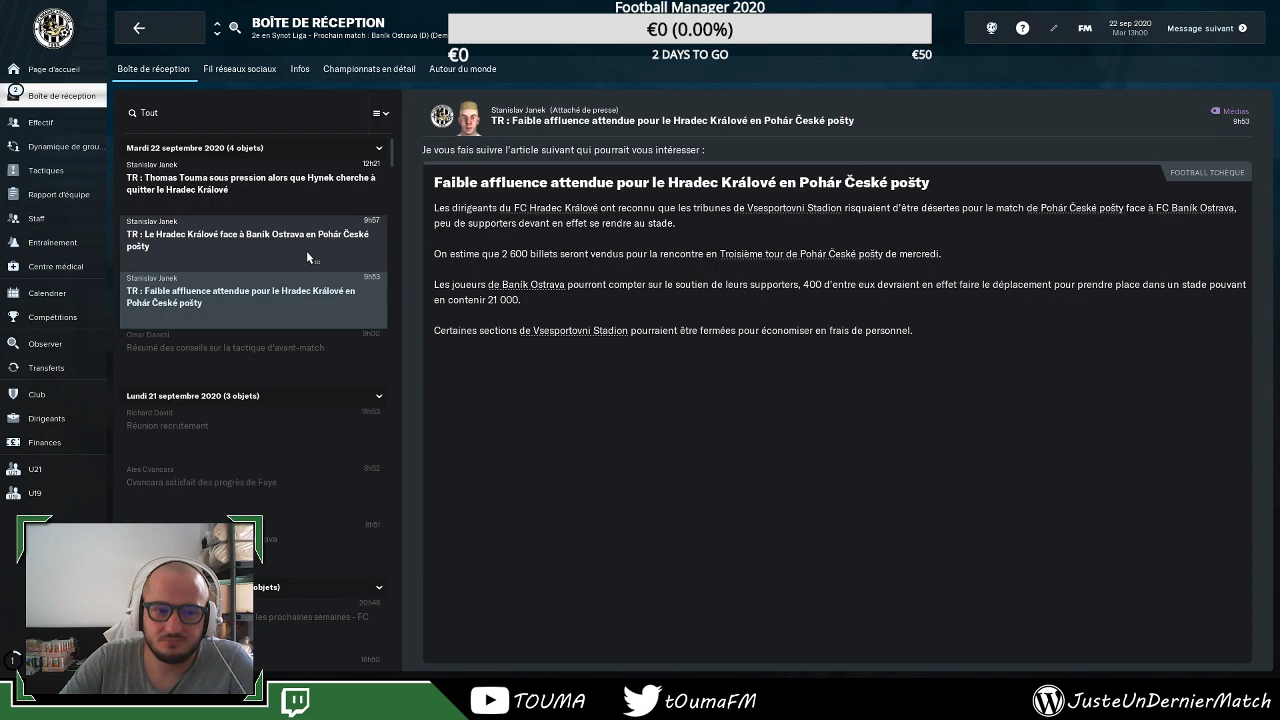 BOÎTE DE RÉCEPTION
2e en Synot Liga - Prochain match : Baník Ostrava (D) (Dem
Football Manager 2020
€0 (0.00%)
€0
2 DAYS TO GO
€50
FM
22 sep 2020
Mar 13h00
Message suivant
Boîte de réception
Fil réseaux sociaux
Infos
Championnats en détail
Autour du monde
Page d'accueil
2
Boîte de réception
Effectif
Dynamique de grou...
Tactiques
Rapport d'équipe
Staff
Entraînement
Centre médical
Calendrier
Compétitions
Observer
Transferts
Club
Dirigeants
Finances
U21
U19
1
Tout
Mardi 22 septembre 2020 (4 objets)
Stanislav Janek 12h21
TR : Thomas Touma sous pression alors que Hynek cherche à
quitter le Hradec Králové
Stanislav Janek 9h57
TR : Le Hradec Králové face à Baník Ostrava en Pohár České
pošty
Stanislav Janek 9h53
TR : Faible affluence attendue pour le Hradec Králové en
Pohár České pošty
Omar Danesi 9h00
Résumé des conseils sur la tactique d'avant-match
Lundi 21 septembre 2020 (3 objets)
Richard David 16h53
Réunion recrutement
Ales Cvancara 8h52
Cvancara satisfait des progrès de Faye
8h51
ava
objets)
20h48
les prochaines semaines - FC
16h50
Stanislav Janek (Attaché de presse)
TR : Faible affluence attendue pour le Hradec Králové en Pohár České pošty
Médias
9h53
Je vous fais suivre l'article suivant qui pourrait vous intéresser :
FOOTBALL TCHÈQUE
Faible affluence attendue pour le Hradec Králové en Pohár České pošty
Les dirigeants du FC Hradec Králové ont reconnu que les tribunes de Vsesportovni Stadion risquaient d'être désertes pour le match de Pohár České pošty face à FC Baník Ostrava,
peu de supporters devant en effet se rendre au stade.
On estime que 2 600 billets seront vendus pour la rencontre en Troisième tour de Pohár České pošty de mercredi.
Les joueurs de Baník Ostrava pourront compter sur le soutien de leurs supporters, 400 d'entre eux devraient en effet faire le déplacement pour prendre place dans un stade pouvant
en contenir 21 000.
Certaines sections de Vsesportovni Stadion pourraient être fermées pour économiser en frais de personnel.
TOUMA
tOumaFM
JusteUnDernierMatch